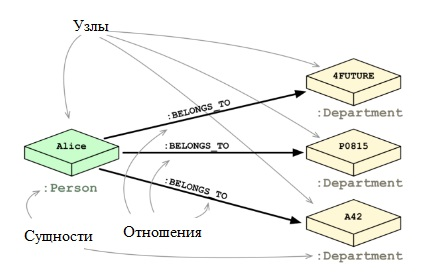 Узлы
4FUTURE
:BELONGS_TO
:Department
Alice
:BELONGS_TO
P0815
:Person
:BELONGS_TO
:Department
A42
Сущности
Отношения
:Department